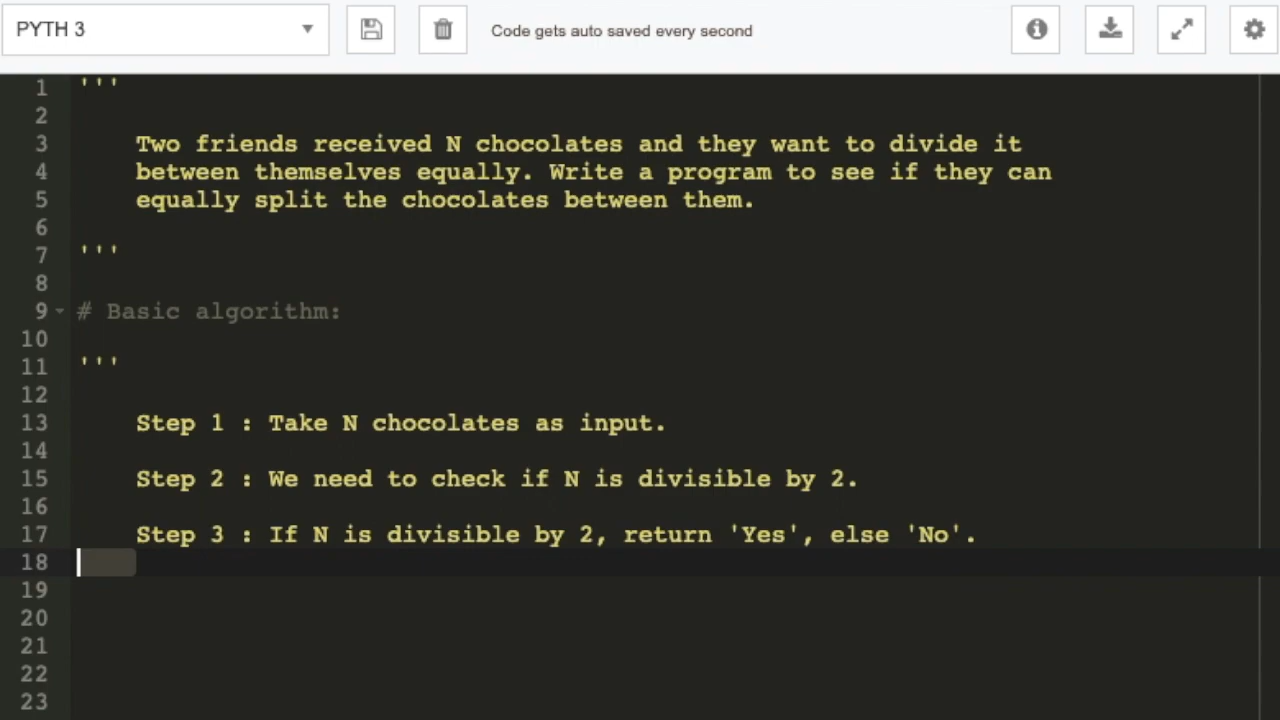 PYTH 3
Code gets auto saved every second
1 '''
2
3 Two friends received N chocolates and they want to divide it
4 between themselves equally. Write a program to see if they can
5 equally split the chocolates between them.
6
7 '''
8
9 # Basic algorithm:
10
11 '''
12
13 Step 1 : Take N chocolates as input.
14
15 Step 2 : We need to check if N is divisible by 2.
16
17 Step 3 : If N is divisible by 2, return 'Yes', else 'No'.
18
19
20
21
22
23